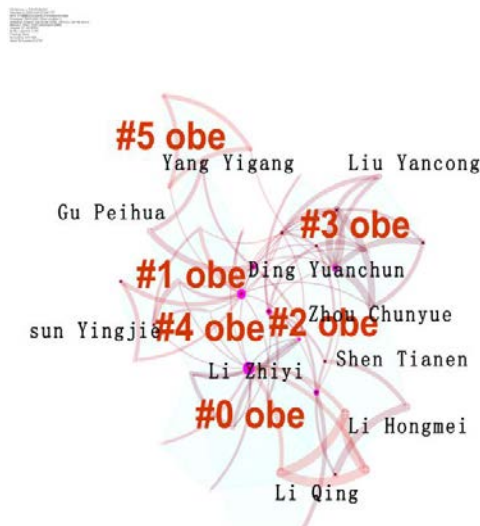 #5 obe
Yang Yigang
Liu Yancong
Gu Peihua
#3 obe
#1 obe
Ding Yuanchun
sun Yingjie
#4 obe
#2 obe
Zhou Chunyue
Shen Tianen
Li Zhiyi
#0 obe
Li Hongmei
Li Qing